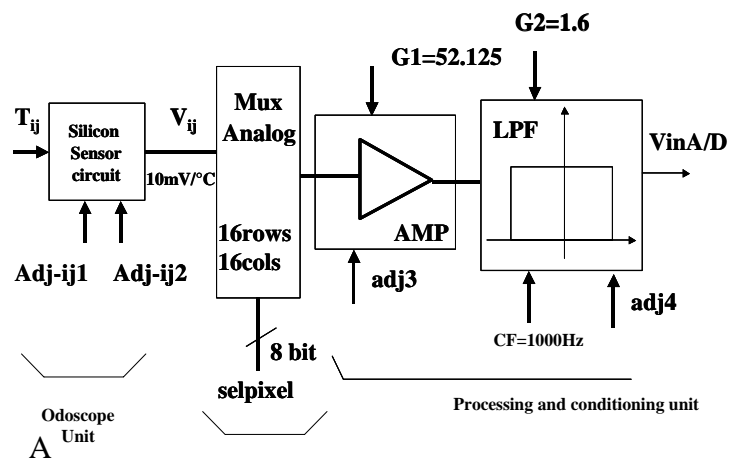 G2=1.6
G1=52.125
Tij
Silicon
Sensor
circuit
Vij
10mV/°C
Mux
Analog
16rows
16cols
AMP
LPF
VinA/D
Adj-ij1
Adj-ij2
adj3
adj4
CF=1000Hz
8 bit
selpixel
Odoscope
Unit
Processing and conditioning unit
A